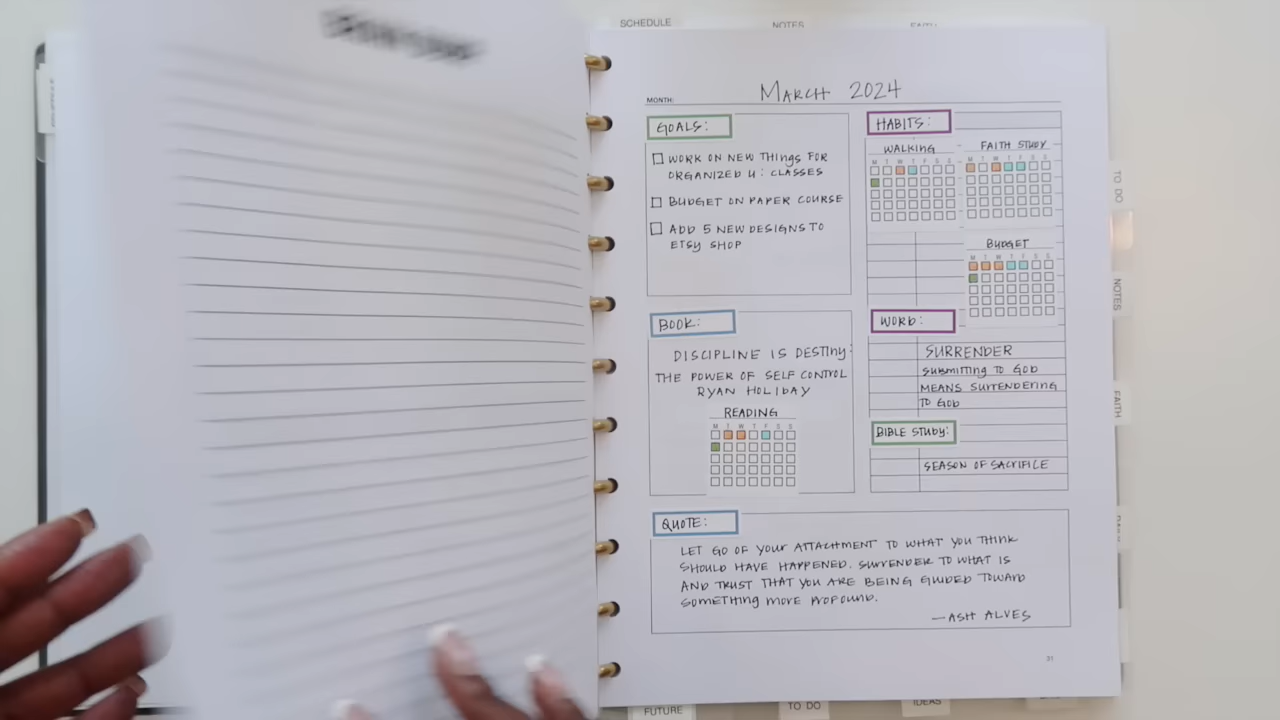 SCHEDULE
NOTES
FAITH
MONTH: MARCH 2024
GOALS:
WORK ON NEW THINGS FOR
ORGANIZED U: CLASSES
BUDGET ON PAPER COURSE
ADD 5 NEW DESIGNS TO
ETSY SHOP
HABITS:
WALKING
M T W T F S S
FAITH STUDY
M T W T F S S
BUDGET
M T W T F S S
BOOK:
DISCIPLINE IS DESTINY:
THE POWER OF SELF CONTROL
RYAN HOLIDAY
READING
M T W T F S S
WORD:
SURRENDER
SUBMITTING TO GOD
MEANS SURRENDERING
TO GOD
BIBLE STUDY:
SEASON OF SACRIFICE
QUOTE:
LET GO OF YOUR ATTACHMENT TO WHAT YOU THINK
SHOULD HAVE HAPPENED. SURRENDER TO WHAT IS
AND TRUST THAT YOU ARE BEING GUIDED TOWARD
SOMETHING MORE PROFOUND.
—ASH ALVES
31
TO DO
NOTES
FAITH
FUTURE
TO DO
IDEAS